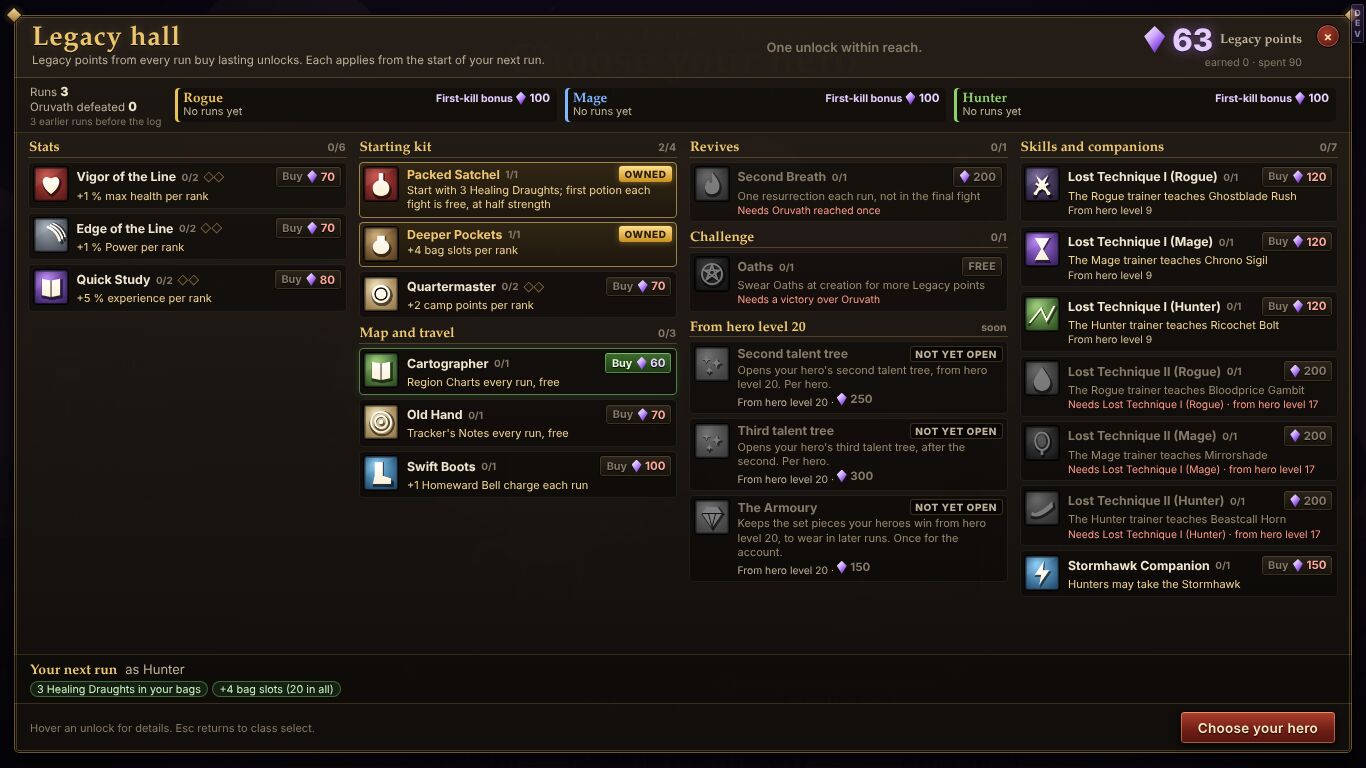 Legacy hall
Legacy points from every run buy lasting unlocks. Each applies from the start of your next run.
One unlock within reach.
63 Legacy points
earned 0 · spent 90
×
DEV
Runs 3
Oruvath defeated 0
3 earlier runs before the log
Rogue
First-kill bonus 100
No runs yet
Mage
First-kill bonus 100
No runs yet
Hunter
First-kill bonus 100
No runs yet
Stats 0/6
Vigor of the Line 0/2 Buy 70
+1 % max health per rank
Edge of the Line 0/2 Buy 70
+1 % Power per rank
Quick Study 0/2 Buy 80
+5 % experience per rank
Starting kit 2/4
Packed Satchel 1/1 OWNED
Start with 3 Healing Draughts; first potion each
fight is free, at half strength
Deeper Pockets 1/1 OWNED
+4 bag slots per rank
Quartermaster 0/2 Buy 70
+2 camp points per rank
Map and travel 0/3
Cartographer 0/1 Buy 60
Region Charts every run, free
Old Hand 0/1 Buy 70
Tracker's Notes every run, free
Swift Boots 0/1 Buy 100
+1 Homeward Bell charge each run
Revives 0/1
Second Breath 0/1 200
One resurrection each run, not in the final fight
Needs Oruvath reached once
Challenge 0/1
Oaths 0/1 FREE
Swear Oaths at creation for more Legacy points
Needs a victory over Oruvath
From hero level 20 soon
Second talent tree NOT YET OPEN
Opens your hero's second talent tree, from hero
level 20. Per hero.
From hero level 20 · 250
Third talent tree NOT YET OPEN
Opens your hero's third talent tree, after the
second. Per hero.
From hero level 20 · 300
The Armoury NOT YET OPEN
Keeps the set pieces your heroes win from hero
level 20, to wear in later runs. Once for the
account.
From hero level 20 · 150
Skills and companions 0/7
Lost Technique I (Rogue) 0/1 Buy 120
The Rogue trainer teaches Ghostblade Rush
From hero level 9
Lost Technique I (Mage) 0/1 Buy 120
The Mage trainer teaches Chrono Sigil
From hero level 9
Lost Technique I (Hunter) 0/1 Buy 120
The Hunter trainer teaches Ricochet Bolt
From hero level 9
Lost Technique II (Rogue) 0/1 200
The Rogue trainer teaches Bloodprice Gambit
Needs Lost Technique I (Rogue) · from hero level 17
Lost Technique II (Mage) 0/1 200
The Mage trainer teaches Mirrorshade
Needs Lost Technique I (Mage) · from hero level 17
Lost Technique II (Hunter) 0/1 200
The Hunter trainer teaches Beastcall Horn
Needs Lost Technique I (Hunter) · from hero level 17
Stormhawk Companion 0/1 Buy 150
Hunters may take the Stormhawk
Your next run as Hunter
3 Healing Draughts in your bags
+4 bag slots (20 in all)
Hover an unlock for details. Esc returns to class select.
Choose your hero